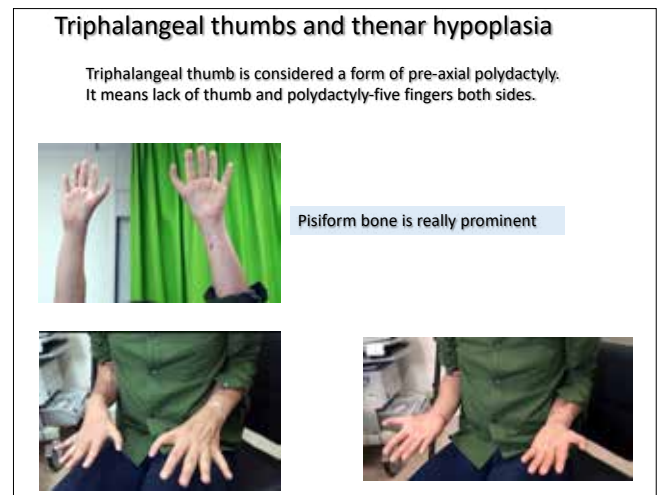 Triphalangeal thumbs and thenar hypoplasia
Triphalangeal thumb is considered a form of pre-axial polydactyly.
It means lack of thumb and polydactyly-five fingers both sides.
Pisiform bone is really prominent